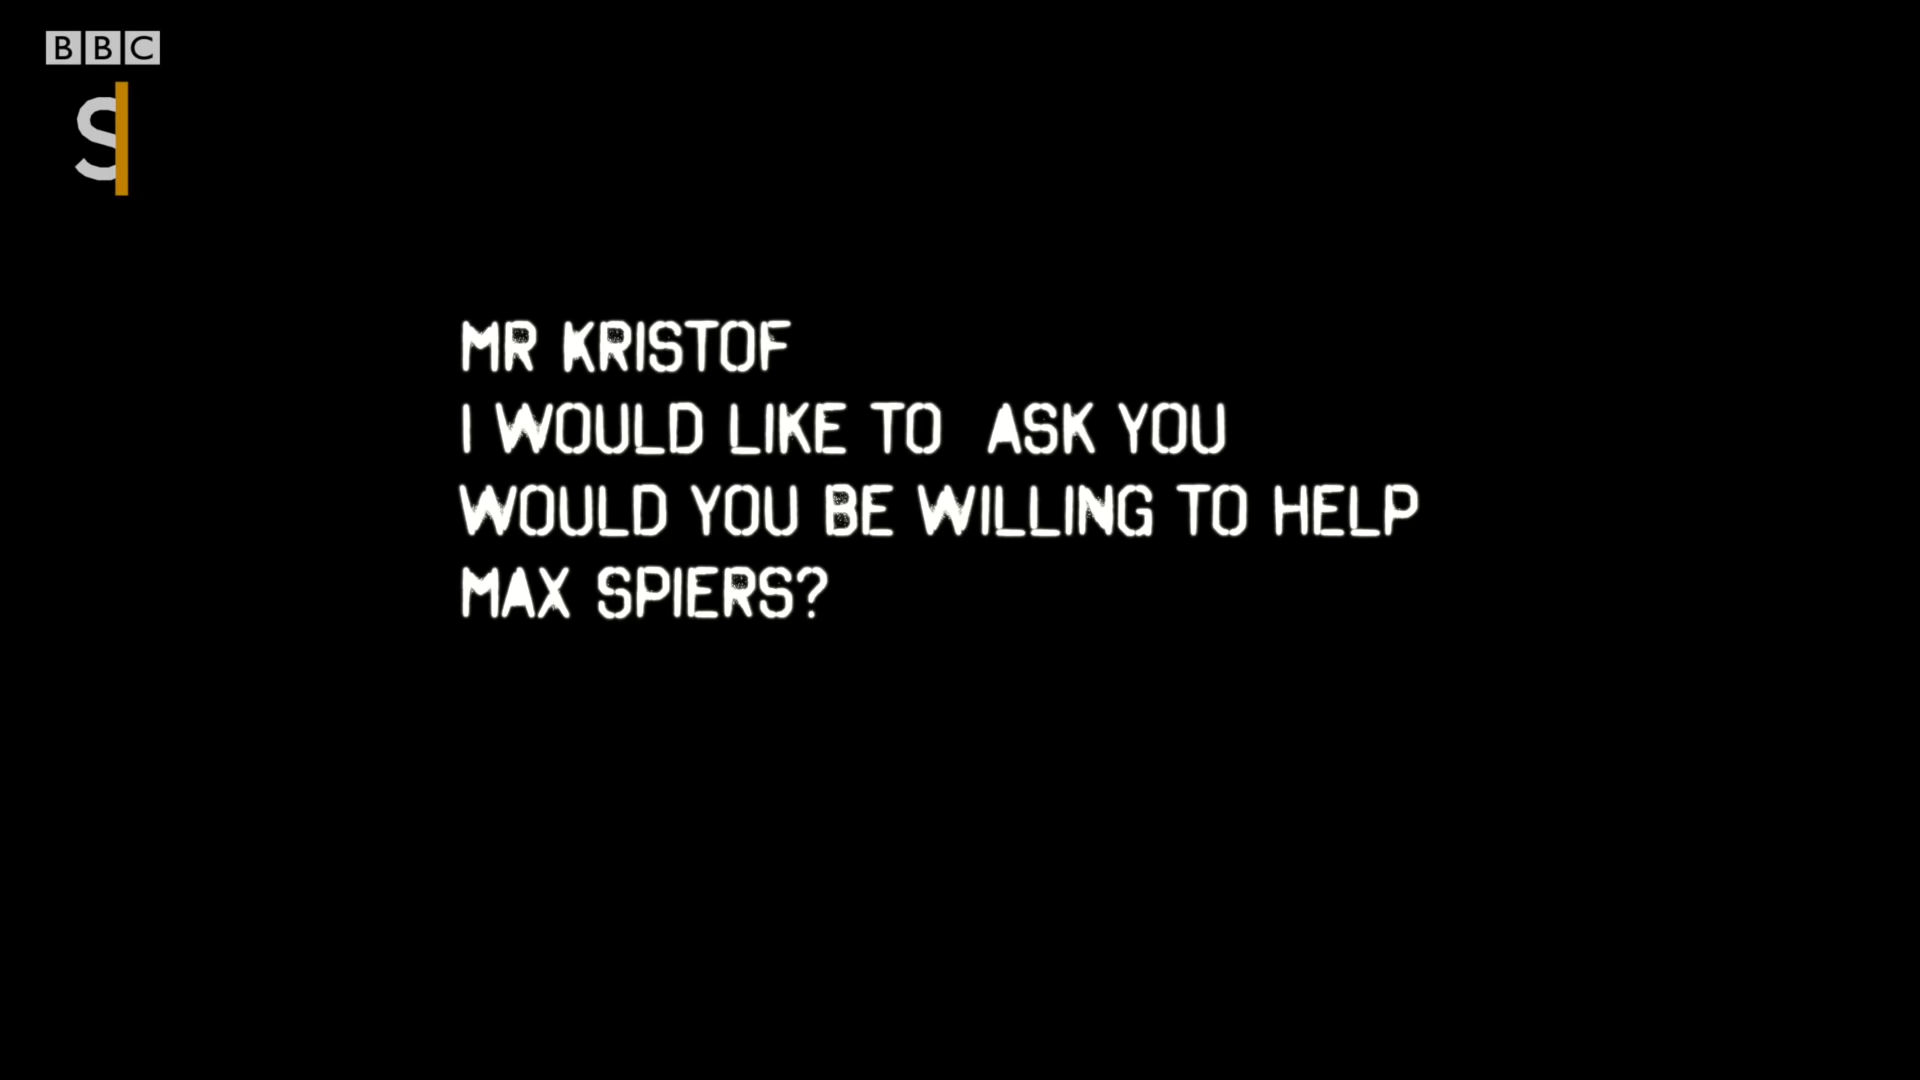 BBC
S
MR KRISTOF
I WOULD LIKE TO  ASK YOU
WOULD YOU BE WILLING TO HELP
MAX SPIERS?